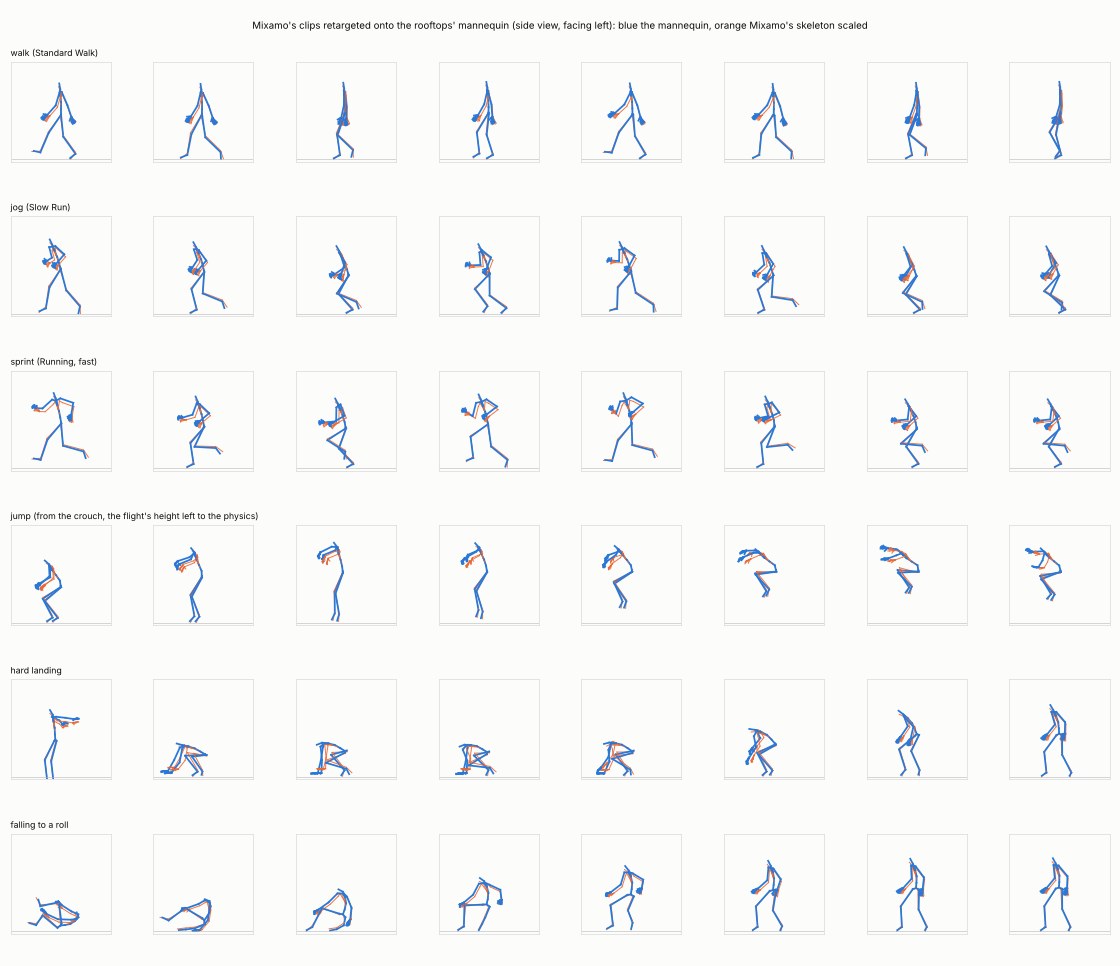 Mixamo's clips retargeted onto the rooftops' mannequin (side view, facing left): blue the mannequin, orange Mixamo's skeleton scaled
walk (Standard Walk)
jog (Slow Run)
sprint (Running, fast)
jump (from the crouch, the flight's height left to the physics)
hard landing
falling to a roll